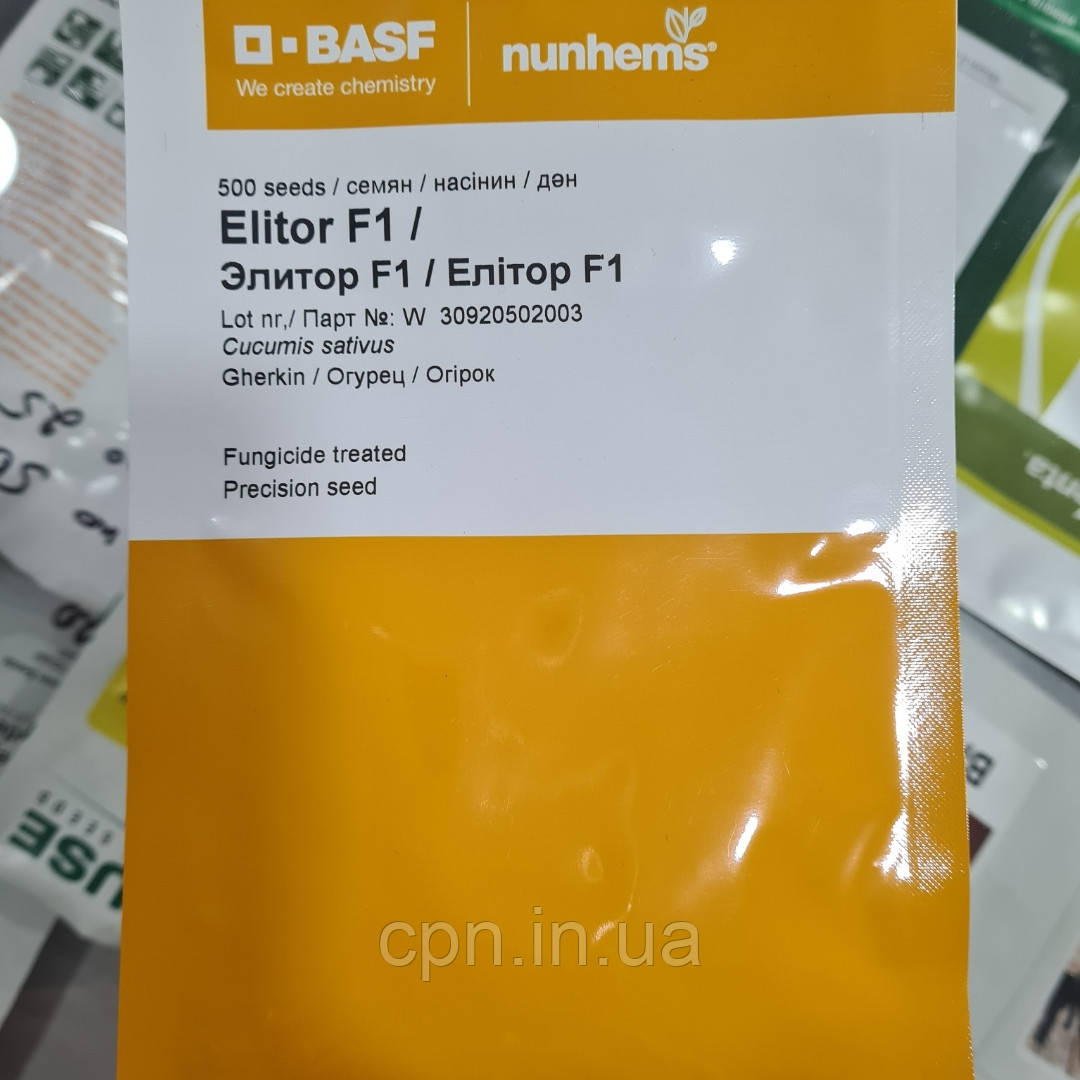 BASF
We create chemistry
nunhems®
500 seeds / семян / насінин / дән
Elitor F1 /
Элитор F1 / Елітор F1
Lot nr,/ Парт №: W 30920502003
Cucumis sativus
Gherkin / Огурец / Огірок
Fungicide treated
Precision seed
cpn.in.ua